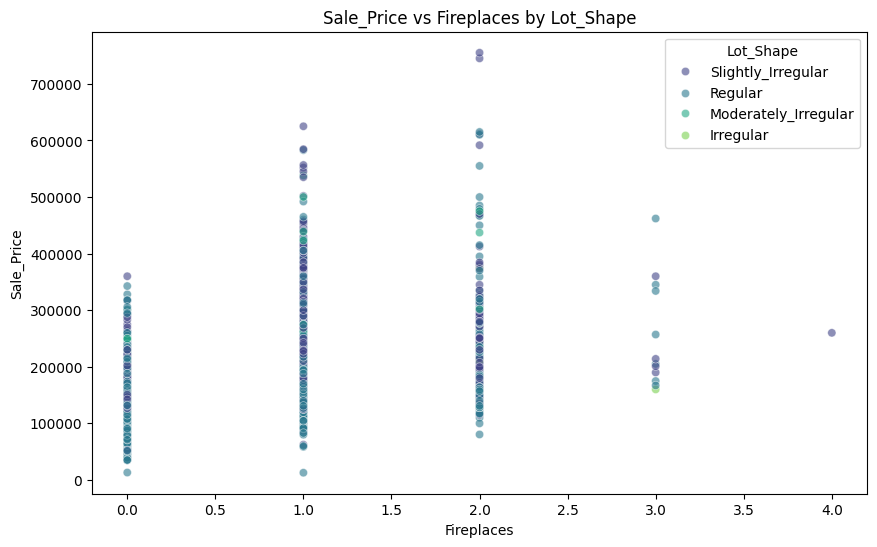 Sale_Price vs Fireplaces by Lot_Shape
Lot_Shape
Slightly_Irregular
Regular
Moderately_Irregular
Irregular
700000
600000
500000
400000
300000
200000
100000
0
Sale_Price
0.0 0.5 1.0 1.5 2.0 2.5 3.0 3.5 4.0
Fireplaces